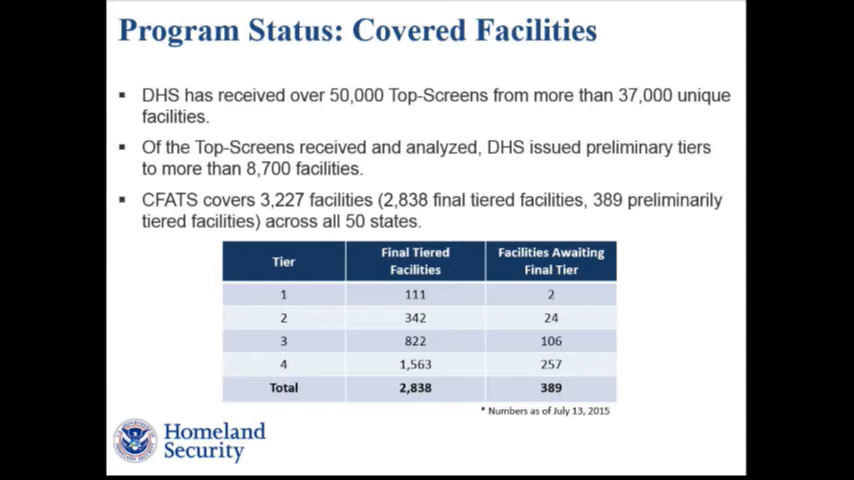 Program Status: Covered Facilities
▪ DHS has received over 50,000 Top-Screens from more than 37,000 unique
facilities.
▪ Of the Top-Screens received and analyzed, DHS issued preliminary tiers
to more than 8,700 facilities.
▪ CFATS covers 3,227 facilities (2,838 final tiered facilities, 389 preliminarily
tiered facilities) across all 50 states.
Tier Final Tiered Facilities Facilities Awaiting Final Tier
1 111 2
2 342 24
3 822 106
4 1,563 257
Total 2,838 389
* Numbers as of July 13, 2015
Homeland
Security